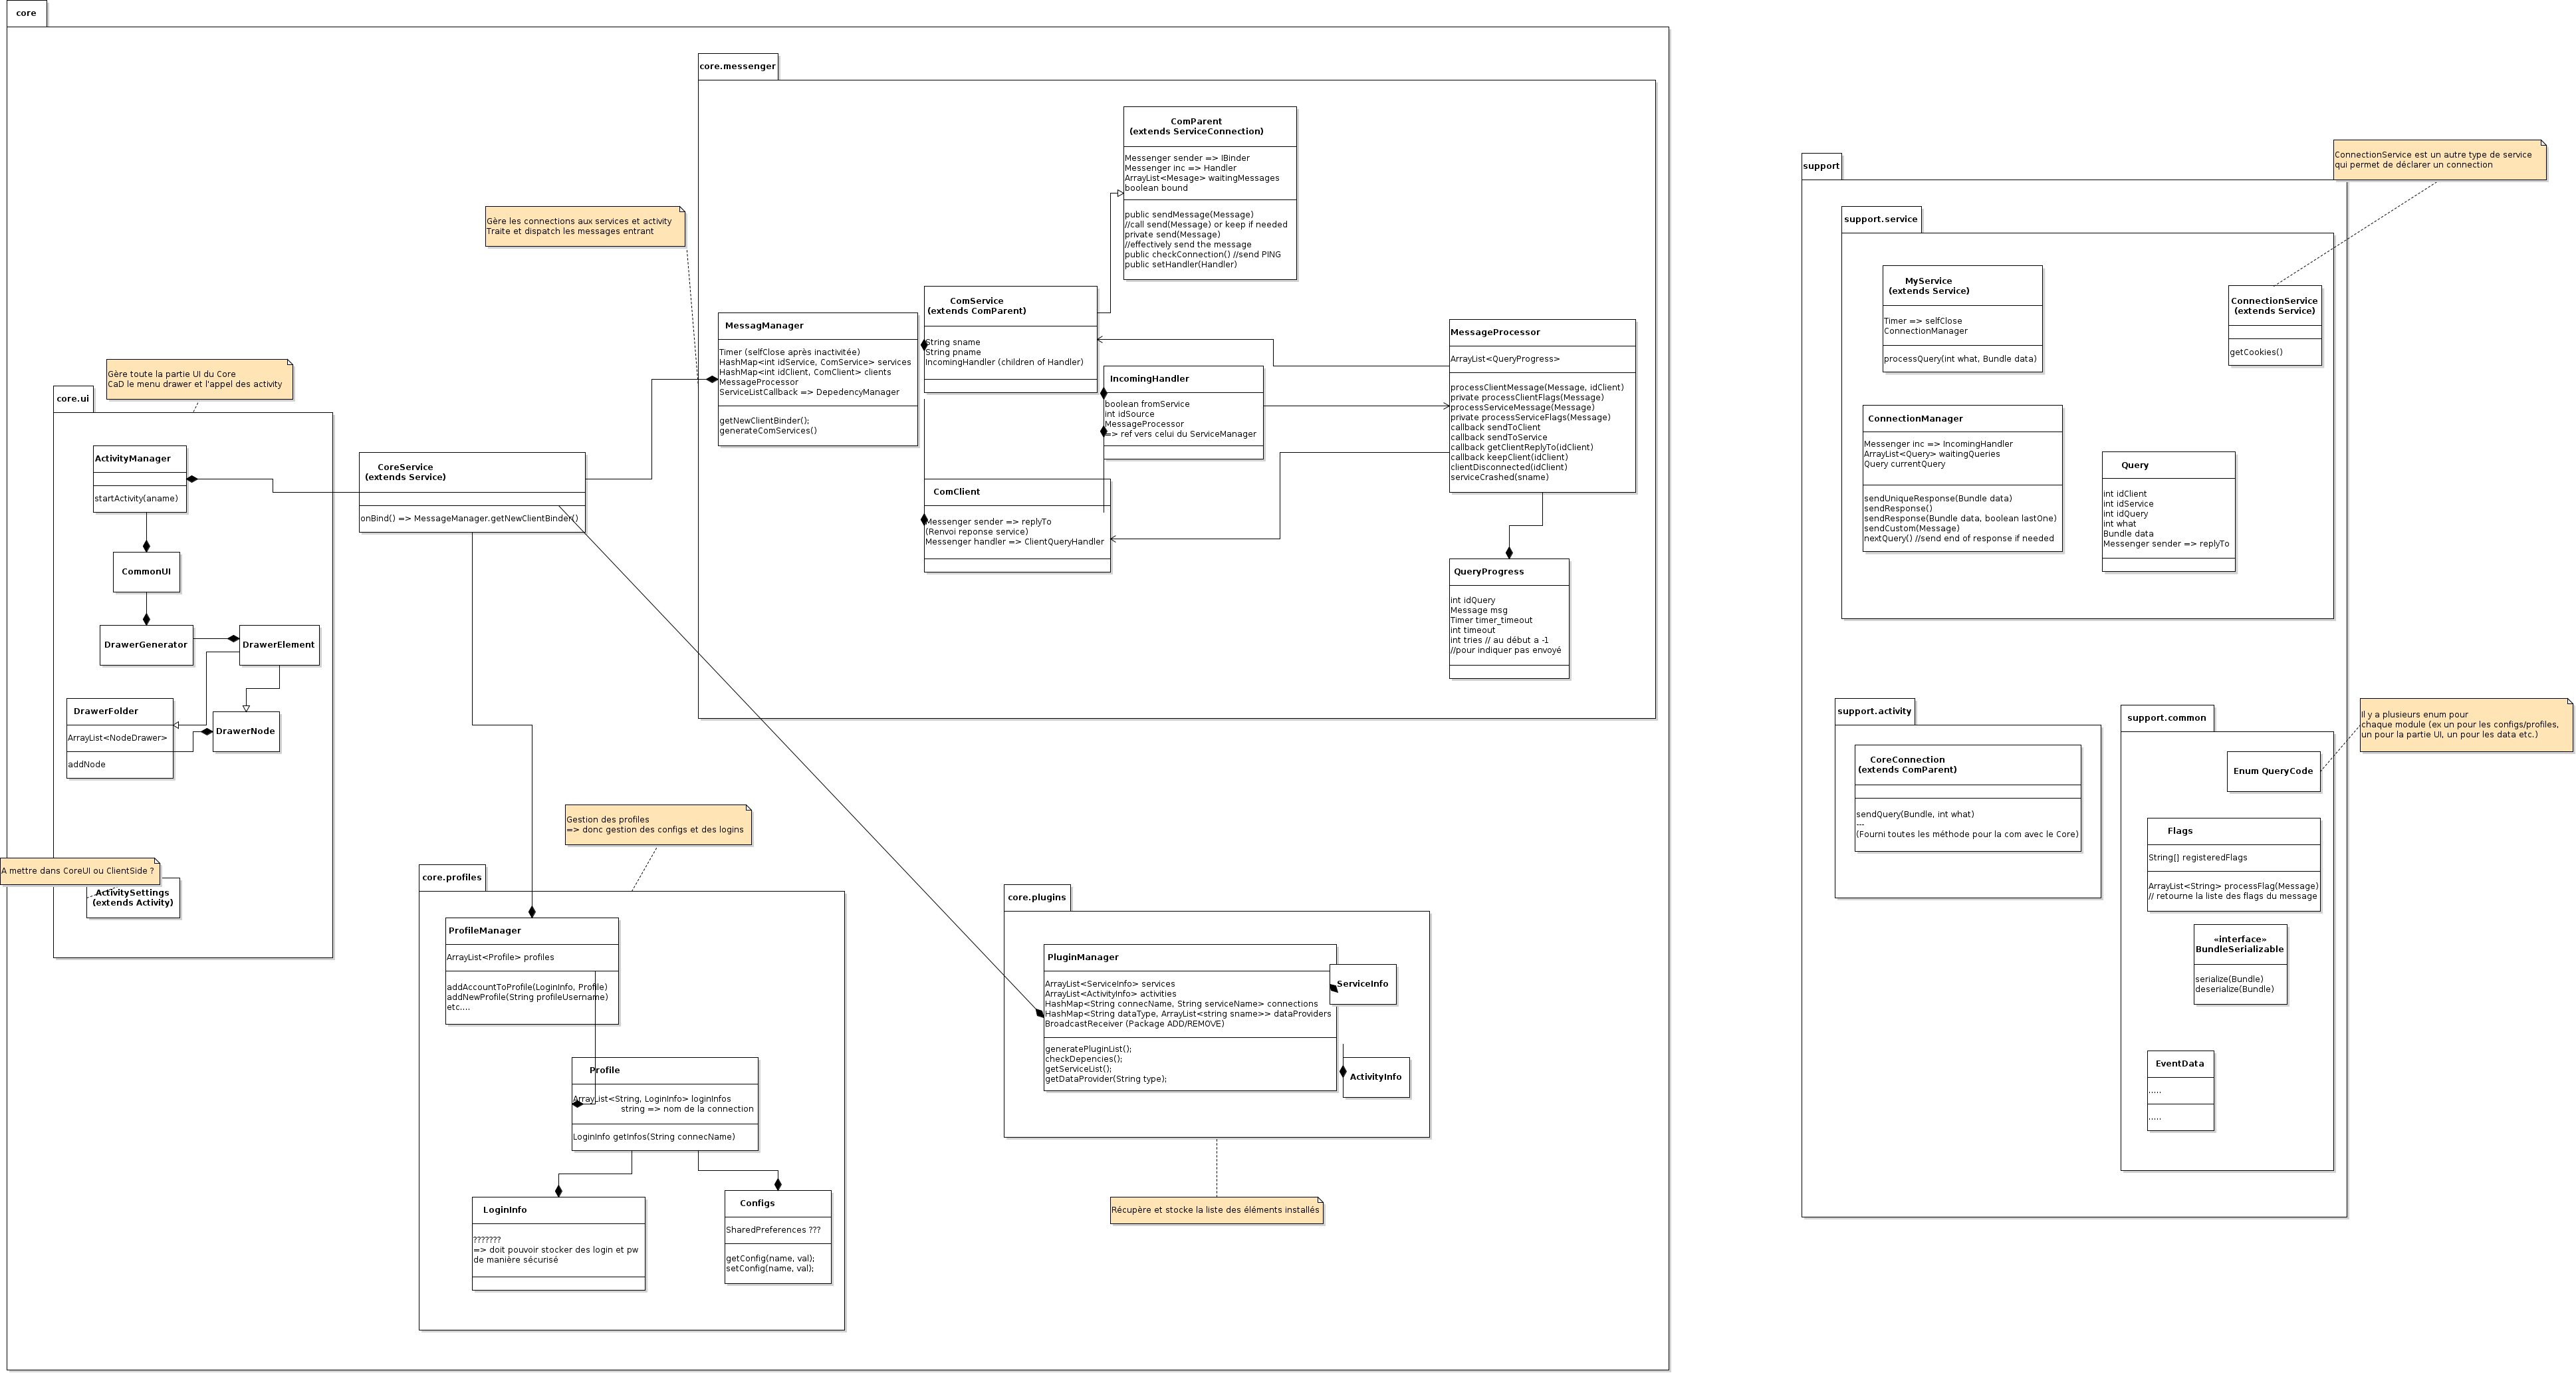 core
core.messenger
ComParent
(extends ServiceConnection)
Messenger sender => IBinder
Messenger inc => Handler
ArrayList<Mesage> waitingMessages
boolean bound
public sendMessage(Message)
//call send(Message) or keep if needed
private send(Message)
//effectively send the message
public checkConnection() //send PING
public setHandler(Handler)
Gère les connections aux services et activity
Traite et dispatch les messages entrant
MessagManager
Timer (selfClose après inactivitée)
HashMap<int idService, ComService> services
HashMap<int idClient, ComClient> clients
MessageProcessor
ServiceListCallback => DepedencyManager
getNewClientBinder();
generateComServices()
ComService
(extends ComParent)
String sname
String pname
IncomingHandler (children of Handler)
IncomingHandler
boolean fromService
int idSource
MessageProcessor
=> ref vers celui du ServiceManager
ComClient
Messenger sender => replyTo
(Renvoi reponse service)
Messenger handler => ClientQueryHandler
MessageProcessor
ArrayList<QueryProgress>
processClientMessage(Message, idClient)
private processClientFlags(Message)
processServiceMessage(Message)
private processServiceFlags(Message)
callback sendToClient
callback sendToService
callback getClientReplyTo(idClient)
callback keepClient(idClient)
clientDisconnected(idClient)
serviceCrashed(sname)
QueryProgress
int idQuery
Message msg
Timer timer_timeout
int timeout
int tries // au début a -1
//pour indiquer pas envoyé
Gère toute la partie UI du Core
CaD le menu drawer et l'appel des activity
core.ui
ActivityManager
startActivity(aname)
CommonUI
DrawerGenerator
DrawerElement
DrawerFolder
ArrayList<NodeDrawer>
addNode
DrawerNode
A mettre dans CoreUI ou ClientSide ?
ActivitySettings
(extends Activity)
CoreService
(extends Service)
onBind() => MessageManager.getNewClientBinder()
Gestion des profiles
=> donc gestion des configs et des logins
core.profiles
ProfileManager
ArrayList<Profile> profiles
addAccountToProfile(LoginInfo, Profile)
addNewProfile(String profileUsername)
etc....
Profile
ArrayList<String, LoginInfo> loginInfos
string => nom de la connection
LoginInfo getInfos(String connecName)
LoginInfo
???????
=> doit pouvoir stocker des login et pw
de manière sécurisé
Configs
SharedPreferences ???
getConfig(name, val);
setConfig(name, val);
core.plugins
PluginManager
ArrayList<ServiceInfo> services
ArrayList<ActivityInfo> activities
HashMap<String connecName, String serviceName> connections
HashMap<String dataType, ArrayList<string sname>> dataProviders
BroadcastReceiver (Package ADD/REMOVE)
generatePluginList();
checkDepencies();
getServiceList();
getDataProvider(String type);
ServiceInfo
ActivityInfo
Récupère et stocke la liste des éléments installés
support
ConnectionService est un autre type de service
qui permet de déclarer un connection
support.service
MyService
(extends Service)
Timer => selfClose
ConnectionManager
processQuery(int what, Bundle data)
ConnectionService
(extends Service)
getCookies()
ConnectionManager
Messenger inc => IncomingHandler
ArrayList<Query> waitingQueries
Query currentQuery
sendUniqueResponse(Bundle data)
sendResponse()
sendResponse(Bundle data, boolean lastOne)
sendCustom(Message)
nextQuery() //send end of response if needed
Query
int idClient
int idService
int idQuery
int what
Bundle data
Messenger sender => replyTo
support.activity
CoreConnection
(extends ComParent)
sendQuery(Bundle, int what)
---
(Fourni toutes les méthode pour la com avec le Core)
support.common
Il y a plusieurs enum pour
chaque module (ex un pour les configs/profiles,
un pour la partie UI, un pour les data etc.)
Enum QueryCode
Flags
String[] registeredFlags
ArrayList<String> processFlag(Message)
// retourne la liste des flags du message
«interface»
BundleSerializable
serialize(Bundle)
deserialize(Bundle)
EventData
.....
.....